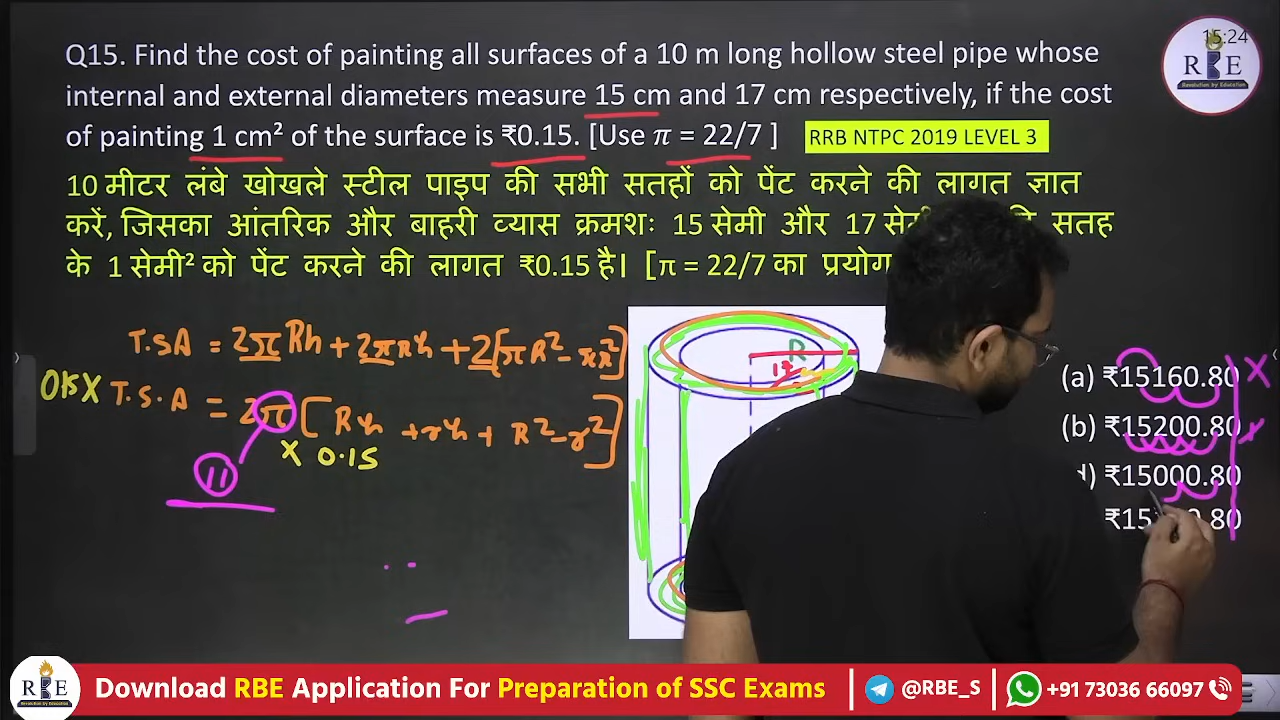 15:24
RBE
Revolution by Education
Q15. Find the cost of painting all surfaces of a 10 m long hollow steel pipe whose
internal and external diameters measure 15 cm and 17 cm respectively, if the cost
of painting 1 cm² of the surface is ₹0.15. [Use π = 22/7 ] RRB NTPC 2019 LEVEL 3
10 मीटर लंबे खोखले स्टील पाइप की सभी सतहों को पेंट करने की लागत ज्ञात
करें, जिसका आंतरिक और बाहरी व्यास क्रमशः 15 सेमी और 17 सतह
के 1 सेमी² को पेंट करने की लागत ₹0.15 है। [π = 22/7 का प्रयोग
T.SA = 2πRh + 2πrh + 2[πR² - πr²]
0.15 X T.S.A = 2π [Rh + rh + R² - r²]
X 0.15
11
R
17
(a) ₹15160.80 X
(b) ₹15200.80 X
d) ₹15000.80
.80
RBE
Download RBE Application For Preparation of SSC Exams @RBE_S +91 73036 66097